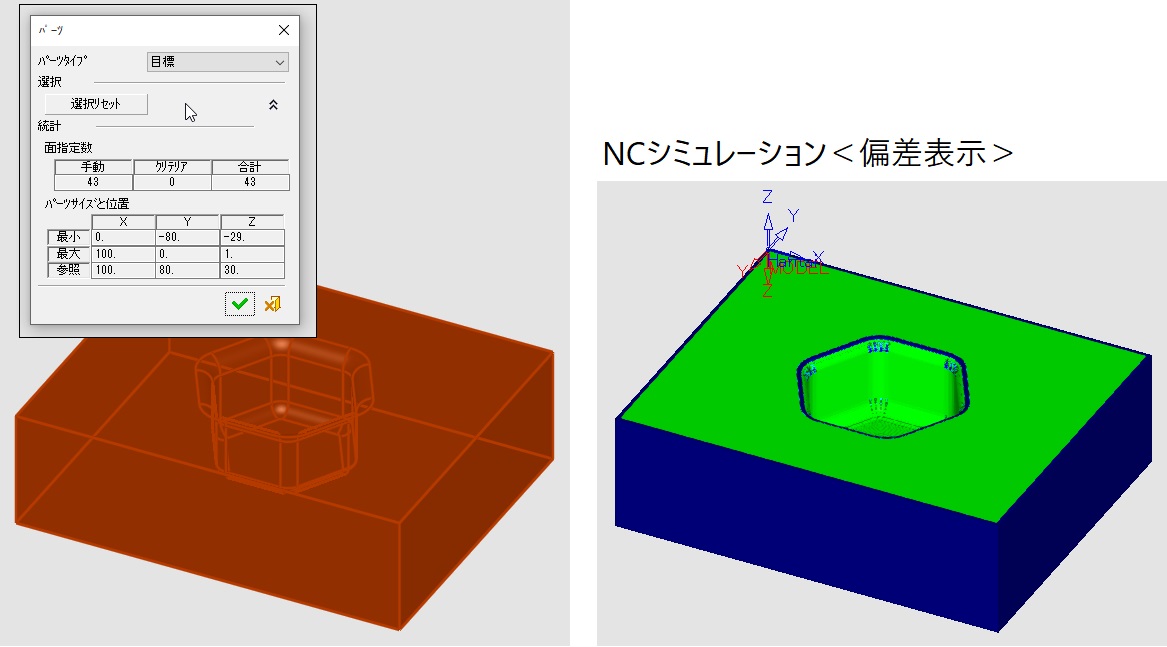 パーツ
パーツタイプ 目標
選択
選択リセット
統計
面指定数
手動 クリテリア 合計
43 0 43
パーツサイズと位置
X Y Z
最小 0. -80. -29.
最大 100. 0. 1.
参照 100. 80. 30.
NCシミュレーション＜偏差表示＞
Z
Y
X
Y
MODEL
Z